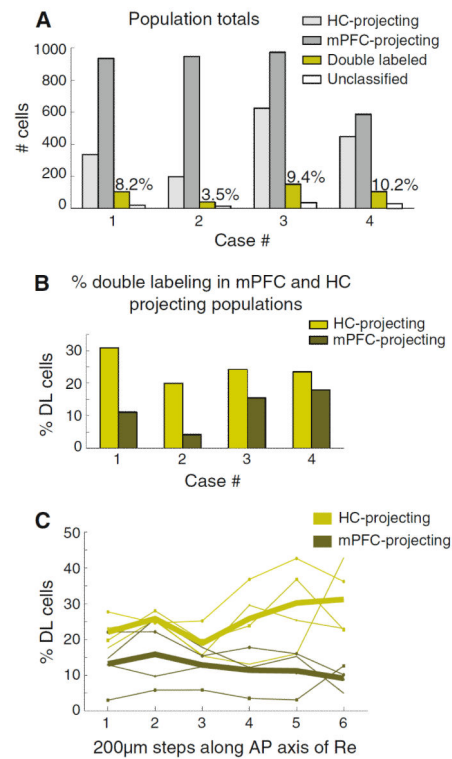 A
Population totals
HC-projecting
mPFC-projecting
Double labeled
Unclassified
# cells
1000
800
600
400
200
0
8.2%
3.5%
9.4%
10.2%
1 2 3 4
Case #
B
% double labeling in mPFC and HC
projecting populations
HC-projecting
mPFC-projecting
% DL cells
30
20
10
0
1 2 3 4
Case #
C
HC-projecting
mPFC-projecting
% DL cells
50
40
30
20
10
0
1 2 3 4 5 6
200µm steps along AP axis of Re